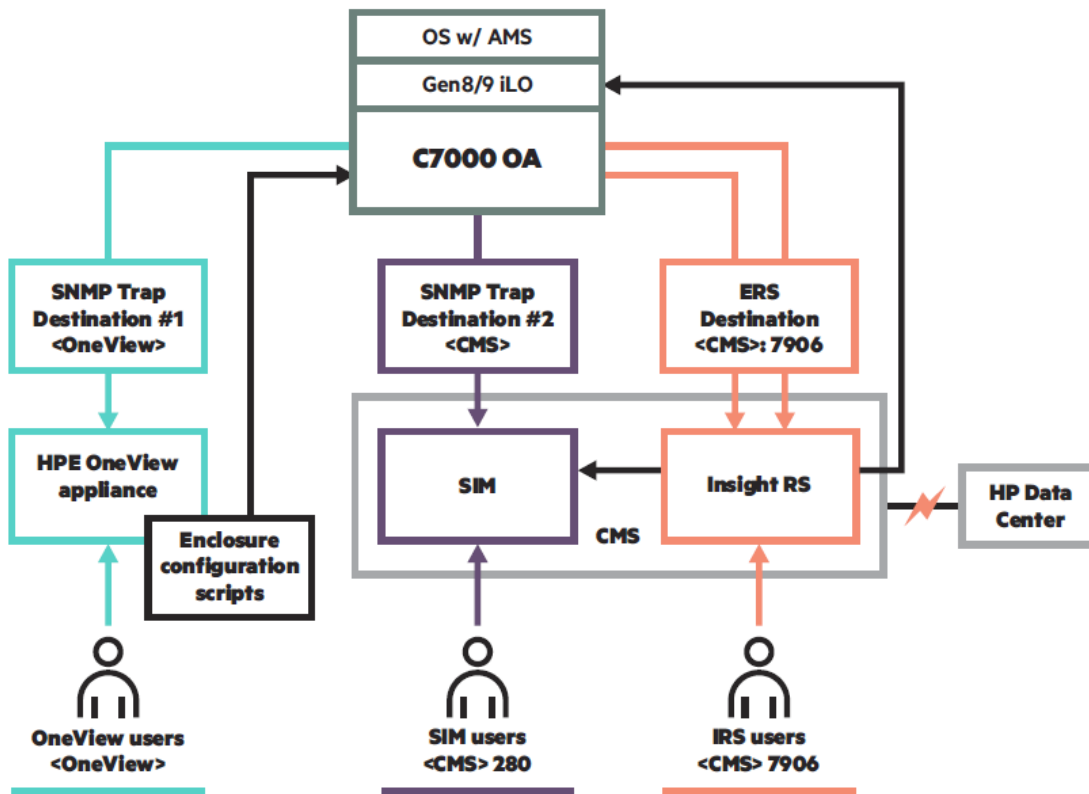 OS w/ AMS
Gen8/9 iLO
C7000 OA
SNMP Trap
Destination #1
<OneView>
SNMP Trap
Destination #2
<CMS>
ERS
Destination
<CMS>: 7906
HPE OneView
appliance
SIM
Insight RS
HP Data
Center
CMS
Enclosure
configuration
scripts
OneView users
<OneView>
SIM users
<CMS> 280
IRS users
<CMS> 7906